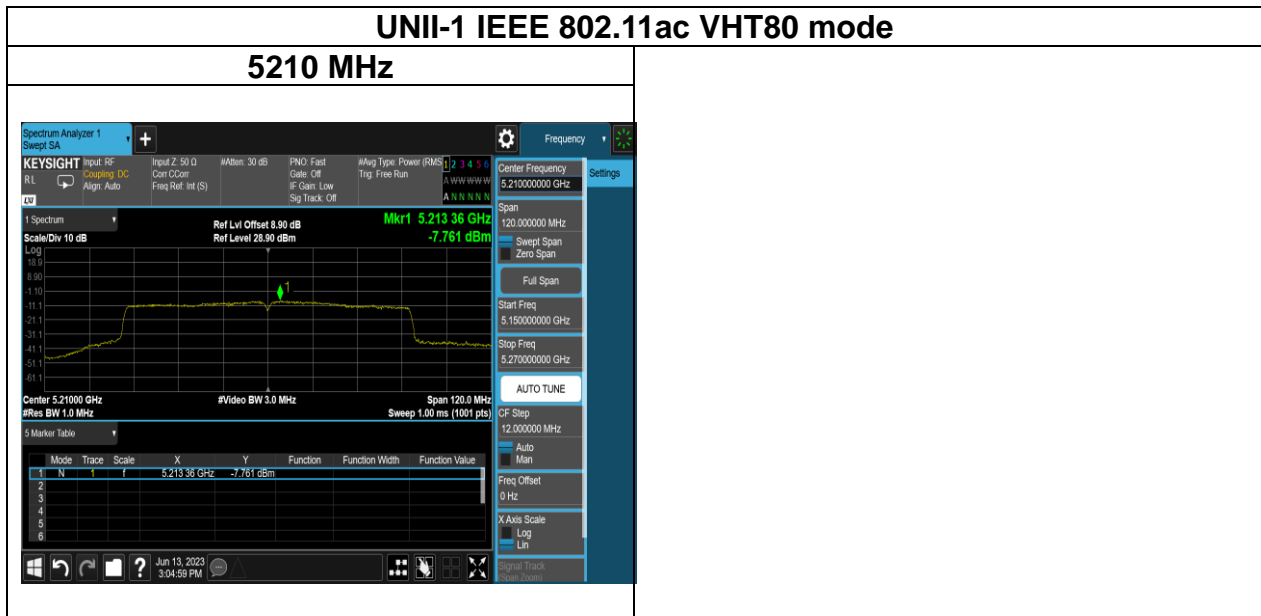 UNII-1 IEEE 802.11ac VHT80 mode
5210 MHz
Spectrum Analyzer 1
Swept SA
+
Frequency
KEYSIGHT
RL
Input: RF
Coupling: DC
Align: Auto
Input Z: 50 Ω
Corr CCorr
Freq Ref: Int (S)
#Atten: 30 dB
PNO: Fast
Gate: Off
IF Gain: Low
Sig Track: Off
#Avg Type: Power (RMS
Trig: Free Run
1 2 3 4 5 6
A W W W W W
A N N N N N
1 Spectrum
Scale/Div 10 dB
Ref Lvl Offset 8.90 dB
Ref Level 28.90 dBm
Mkr1 5.213 36 GHz
-7.761 dBm
Log
18.9
8.90
-1.10
-11.1
-21.1
-31.1
-41.1
-51.1
-61.1
1
Center 5.21000 GHz
#Res BW 1.0 MHz
#Video BW 3.0 MHz
Span 120.0 MHz
Sweep 1.00 ms (1001 pts)
5 Marker Table
Mode Trace Scale X Y Function Function Width Function Value
1 N 1 f 5.213 36 GHz -7.761 dBm
2
3
4
5
6
?
Jun 13, 2023
3:04:59 PM
Center Frequency
5.210000000 GHz
Settings
Span
120.000000 MHz
Swept Span
Zero Span
Full Span
Start Freq
5.150000000 GHz
Stop Freq
5.270000000 GHz
AUTO TUNE
CF Step
12.000000 MHz
Auto
Man
Freq Offset
0 Hz
X Axis Scale
Log
Lin
Signal Track
(Span Zoom)